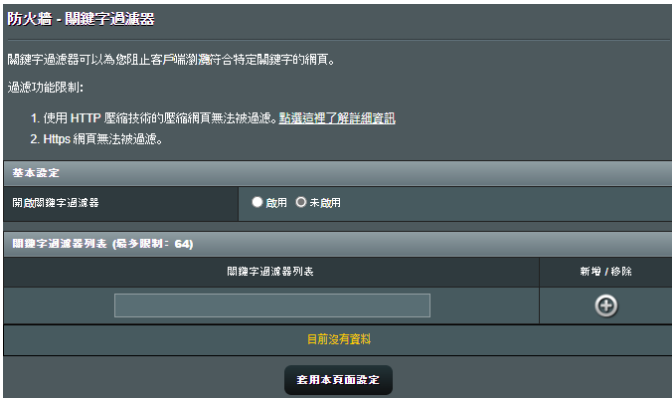 防火牆 - 關鍵字過濾器
關鍵字過濾器可以為您阻止客戶端瀏覽符合特定關鍵字的網頁。
過濾功能限制:
1. 使用 HTTP 壓縮技術的壓縮網頁無法被過濾。點選這裡了解詳細資訊
2. Https 網頁無法被過濾。
基本設定
開啟關鍵字過濾器 啟用 未啟用
關鍵字過濾器列表 (最多限制: 64)
關鍵字過濾器列表 新增 / 移除
目前沒有資料
套用本頁面設定